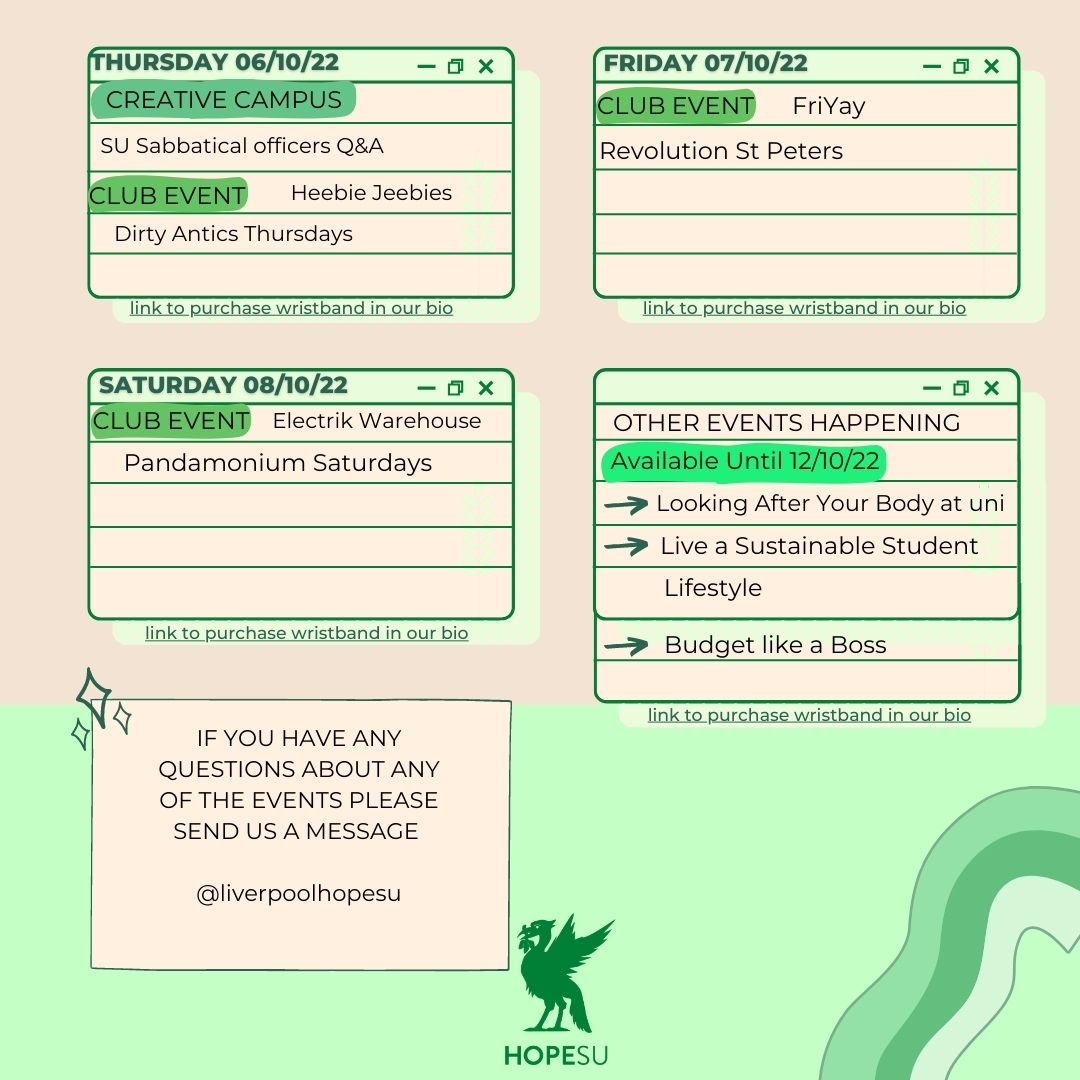 THURSDAY 06/10/22
CREATIVE CAMPUS
SU Sabbatical officers Q&A
CLUB EVENT Heebie Jeebies
Dirty Antics Thursdays
link to purchase wristband in our bio
FRIDAY 07/10/22
CLUB EVENT FriYay
Revolution St Peters
link to purchase wristband in our bio
SATURDAY 08/10/22
CLUB EVENT Electrik Warehouse
Pandamonium Saturdays
link to purchase wristband in our bio
OTHER EVENTS HAPPENING
Available Until 12/10/22
Looking After Your Body at uni
Live a Sustainable Student
Lifestyle
Budget like a Boss
link to purchase wristband in our bio
IF YOU HAVE ANY
QUESTIONS ABOUT ANY
OF THE EVENTS PLEASE
SEND US A MESSAGE
@liverpoolhopesu
HOPESU